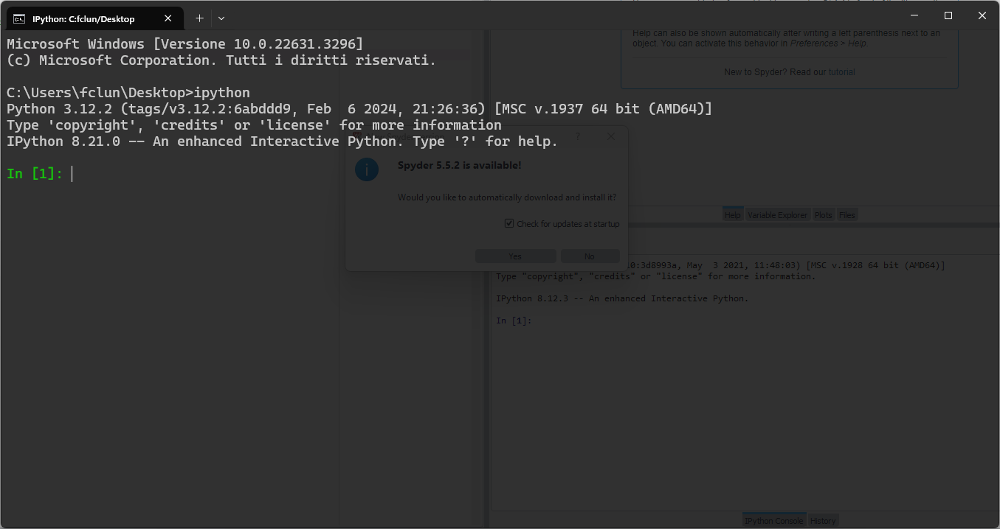 IPython: C:fclun/Desktop
Microsoft Windows [Versione 10.0.22631.3296]
(c) Microsoft Corporation. Tutti i diritti riservati.
C:\Users\fclun\Desktop>ipython
Python 3.12.2 (tags/v3.12.2:6abddd9, Feb  6 2024, 21:26:36) [MSC v.1937 64 bit (AMD64)]
Type 'copyright', 'credits' or 'license' for more information
IPython 8.21.0 -- An enhanced Interactive Python. Type '?' for help.
In [1]:
Help can also be shown automatically after writing a left parenthesis next to an
object. You can activate this behavior in Preferences > Help.
New to Spyder? Read our tutorial
Spyder 5.5.2 is available!
Would you like to automatically download and install it?
Check for updates at startup
Yes
No
Help
Variable Explorer
Plots
Files
3d8993a, May  3 2021, 11:48:03) [MSC v.1928 64 bit (AMD64)]
Type "copyright", "credits" or "license" for more information.
IPython 8.12.3 -- An enhanced Interactive Python.
In [1]:
IPython Console
History